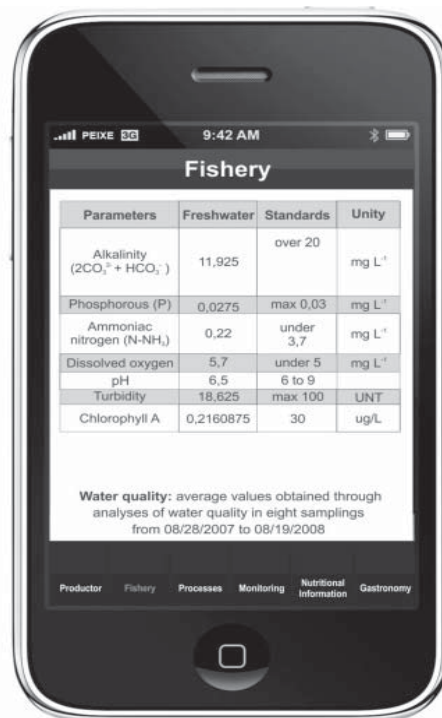 PEIXE 3G 9:42 AM
Fishery
Parameters Freshwater Standards Unity
Alkalinity
(2CO₃²⁻ + HCO₃⁻) 11,925 over 20 mg L⁻¹
Phosphorous (P) 0,0275 max 0,03 mg L⁻¹
Ammoniac
nitrogen (N-NH₃) 0,22 under
3,7 mg L⁻¹
Dissolved oxygen 5,7 under 5 mg L⁻¹
pH 6,5 6 to 9
Turbidity 18,625 max 100 UNT
Chlorophyll A 0,2160875 30 ug/L
Water quality: average values obtained through
analyses of water quality in eight samplings
from 08/28/2007 to 08/19/2008
Productor Fishery Processes Monitoring Nutritional
Information Gastronomy